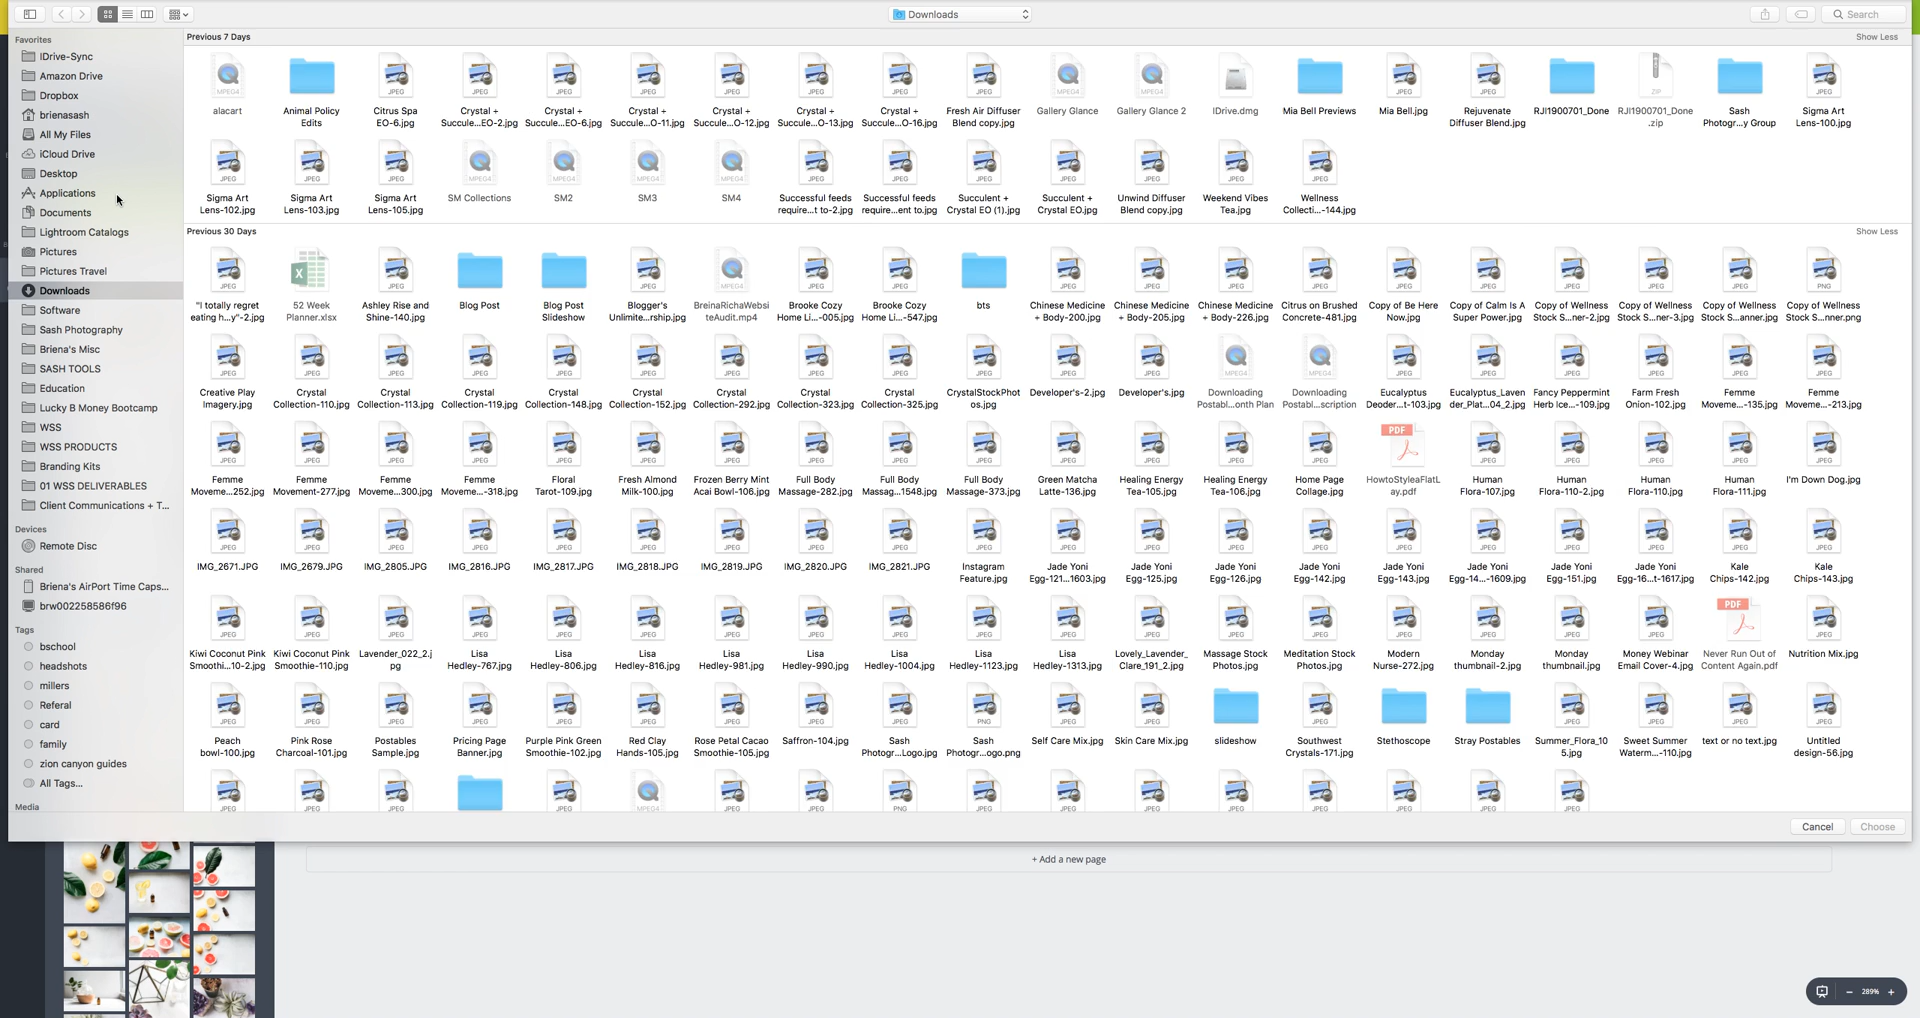 Downloads
Search
Favorites
IDrive-Sync
Amazon Drive
Dropbox
brienasash
All My Files
iCloud Drive
Desktop
Applications
Documents
Lightroom Catalogs
Pictures
Pictures Travel
Downloads
Software
Sash Photography
Briena's Misc
SASH TOOLS
Education
Lucky B Money Bootcamp
WSS
WSS PRODUCTS
Branding Kits
01 WSS DELIVERABLES
Client Communications + T...
Devices
Remote Disc
Shared
Briena's AirPort Time Caps...
brw002258586f96
Tags
bschool
headshots
millers
Referal
card
family
zion canyon guides
All Tags...
Media
Previous 7 Days
Show Less
alacart
Animal Policy
Edits
Citrus Spa
EO-6.jpg
Crystal +
Succule...EO-2.jpg
Crystal +
Succule...EO-6.jpg
Crystal +
Succule...O-11.jpg
Crystal +
Succule...O-12.jpg
Crystal +
Succule...O-13.jpg
Crystal +
Succule...O-16.jpg
Fresh Air Diffuser
Blend copy.jpg
Gallery Glance
Gallery Glance 2
IDrive.dmg
Mia Bell Previews
Mia Bell.jpg
Rejuvenate
Diffuser Blend.jpg
RJI1900701_Done
RJI1900701_Done
.zip
Sash
Photogr...y Group
Sigma Art
Lens-100.jpg
Sigma Art
Lens-102.jpg
Sigma Art
Lens-103.jpg
Sigma Art
Lens-105.jpg
SM Collections
SM2
SM3
SM4
Successful feeds
require...t to-2.jpg
Successful feeds
require...ent to.jpg
Succulent +
Crystal EO (1).jpg
Succulent +
Crystal EO.jpg
Unwind Diffuser
Blend copy.jpg
Weekend Vibes
Tea.jpg
Wellness
Collecti...-144.jpg
Previous 30 Days
Show Less
"I totally regret
eating h...y"-2.jpg
52 Week
Planner.xlsx
Ashley Rise and
Shine-140.jpg
Blog Post
Blog Post
Slideshow
Blogger's
Unlimite...rship.jpg
BreinaRichaWebsi
teAudit.mp4
Brooke Cozy
Home Li...-005.jpg
Brooke Cozy
Home Li...-547.jpg
bts
Chinese Medicine
+ Body-200.jpg
Chinese Medicine
+ Body-205.jpg
Chinese Medicine
+ Body-226.jpg
Citrus on Brushed
Concrete-481.jpg
Copy of Be Here
Now.jpg
Copy of Calm Is A
Super Power.jpg
Copy of Wellness
Stock S...ner-2.jpg
Copy of Wellness
Stock S...ner-3.jpg
Copy of Wellness
Stock S...anner.jpg
Copy of Wellness
Stock S...nner.png
Creative Play
Imagery.jpg
Crystal
Collection-110.jpg
Crystal
Collection-113.jpg
Crystal
Collection-119.jpg
Crystal
Collection-148.jpg
Crystal
Collection-152.jpg
Crystal
Collection-292.jpg
Crystal
Collection-323.jpg
Crystal
Collection-325.jpg
CrystalStockPhot
os.jpg
Developer's-2.jpg
Developer's.jpg
Downloading
Postabl...onth Plan
Downloading
Postabl...scription
Eucalyptus
Deoder...t-103.jpg
Eucalyptus_Laven
der_Plat...04_2.jpg
Fancy Peppermint
Herb Ice...-109.jpg
Farm Fresh
Onion-102.jpg
Femme
Moveme...-135.jpg
Femme
Moveme...-213.jpg
Femme
Moveme...252.jpg
Femme
Movement-277.jpg
Femme
Moveme...300.jpg
Femme
Moveme...-318.jpg
Floral
Tarot-109.jpg
Fresh Almond
Milk-100.jpg
Frozen Berry Mint
Acai Bowl-106.jpg
Full Body
Massage-282.jpg
Full Body
Massag...1548.jpg
Full Body
Massage-373.jpg
Green Matcha
Latte-136.jpg
Healing Energy
Tea-105.jpg
Healing Energy
Tea-106.jpg
Home Page
Collage.jpg
HowtoStyleaFlatL
ay.pdf
Human
Flora-107.jpg
Human
Flora-110-2.jpg
Human
Flora-110.jpg
Human
Flora-111.jpg
I'm Down Dog.jpg
IMG_2671.JPG
IMG_2679.JPG
IMG_2805.JPG
IMG_2816.JPG
IMG_2817.JPG
IMG_2818.JPG
IMG_2819.JPG
IMG_2820.JPG
IMG_2821.JPG
Instagram
Feature.jpg
Jade Yoni
Egg-121...1603.jpg
Jade Yoni
Egg-125.jpg
Jade Yoni
Egg-126.jpg
Jade Yoni
Egg-142.jpg
Jade Yoni
Egg-143.jpg
Jade Yoni
Egg-14...-1609.jpg
Jade Yoni
Egg-151.jpg
Jade Yoni
Egg-16...t-1617.jpg
Kale
Chips-142.jpg
Kale
Chips-143.jpg
Kiwi Coconut Pink
Smoothi...10-2.jpg
Kiwi Coconut Pink
Smoothie-110.jpg
Lavender_022_2.j
pg
Lisa
Hedley-767.jpg
Lisa
Hedley-806.jpg
Lisa
Hedley-816.jpg
Lisa
Hedley-981.jpg
Lisa
Hedley-990.jpg
Lisa
Hedley-1004.jpg
Lisa
Hedley-1123.jpg
Lisa
Hedley-1313.jpg
Lovely_Lavender_
Clare_191_2.jpg
Massage Stock
Photos.jpg
Meditation Stock
Photos.jpg
Modern
Nurse-272.jpg
Monday
thumbnail-2.jpg
Monday
thumbnail.jpg
Money Webinar
Email Cover-4.jpg
Never Run Out of
Content Again.pdf
Nutrition Mix.jpg
Peach
bowl-100.jpg
Pink Rose
Charcoal-101.jpg
Postables
Sample.jpg
Pricing Page
Banner.jpg
Purple Pink Green
Smoothie-102.jpg
Red Clay
Hands-105.jpg
Rose Petal Cacao
Smoothie-105.jpg
Saffron-104.jpg
Sash
Photogr...Logo.jpg
Sash
Photogr...ogo.png
Self Care Mix.jpg
Skin Care Mix.jpg
slideshow
Southwest
Crystals-171.jpg
Stethoscope
Stray Postables
Summer_Flora_10
5.jpg
Sweet Summer
Waterm...-110.jpg
text or no text.jpg
Untitled
design-56.jpg
Cancel
Choose
+ Add a new page
289%